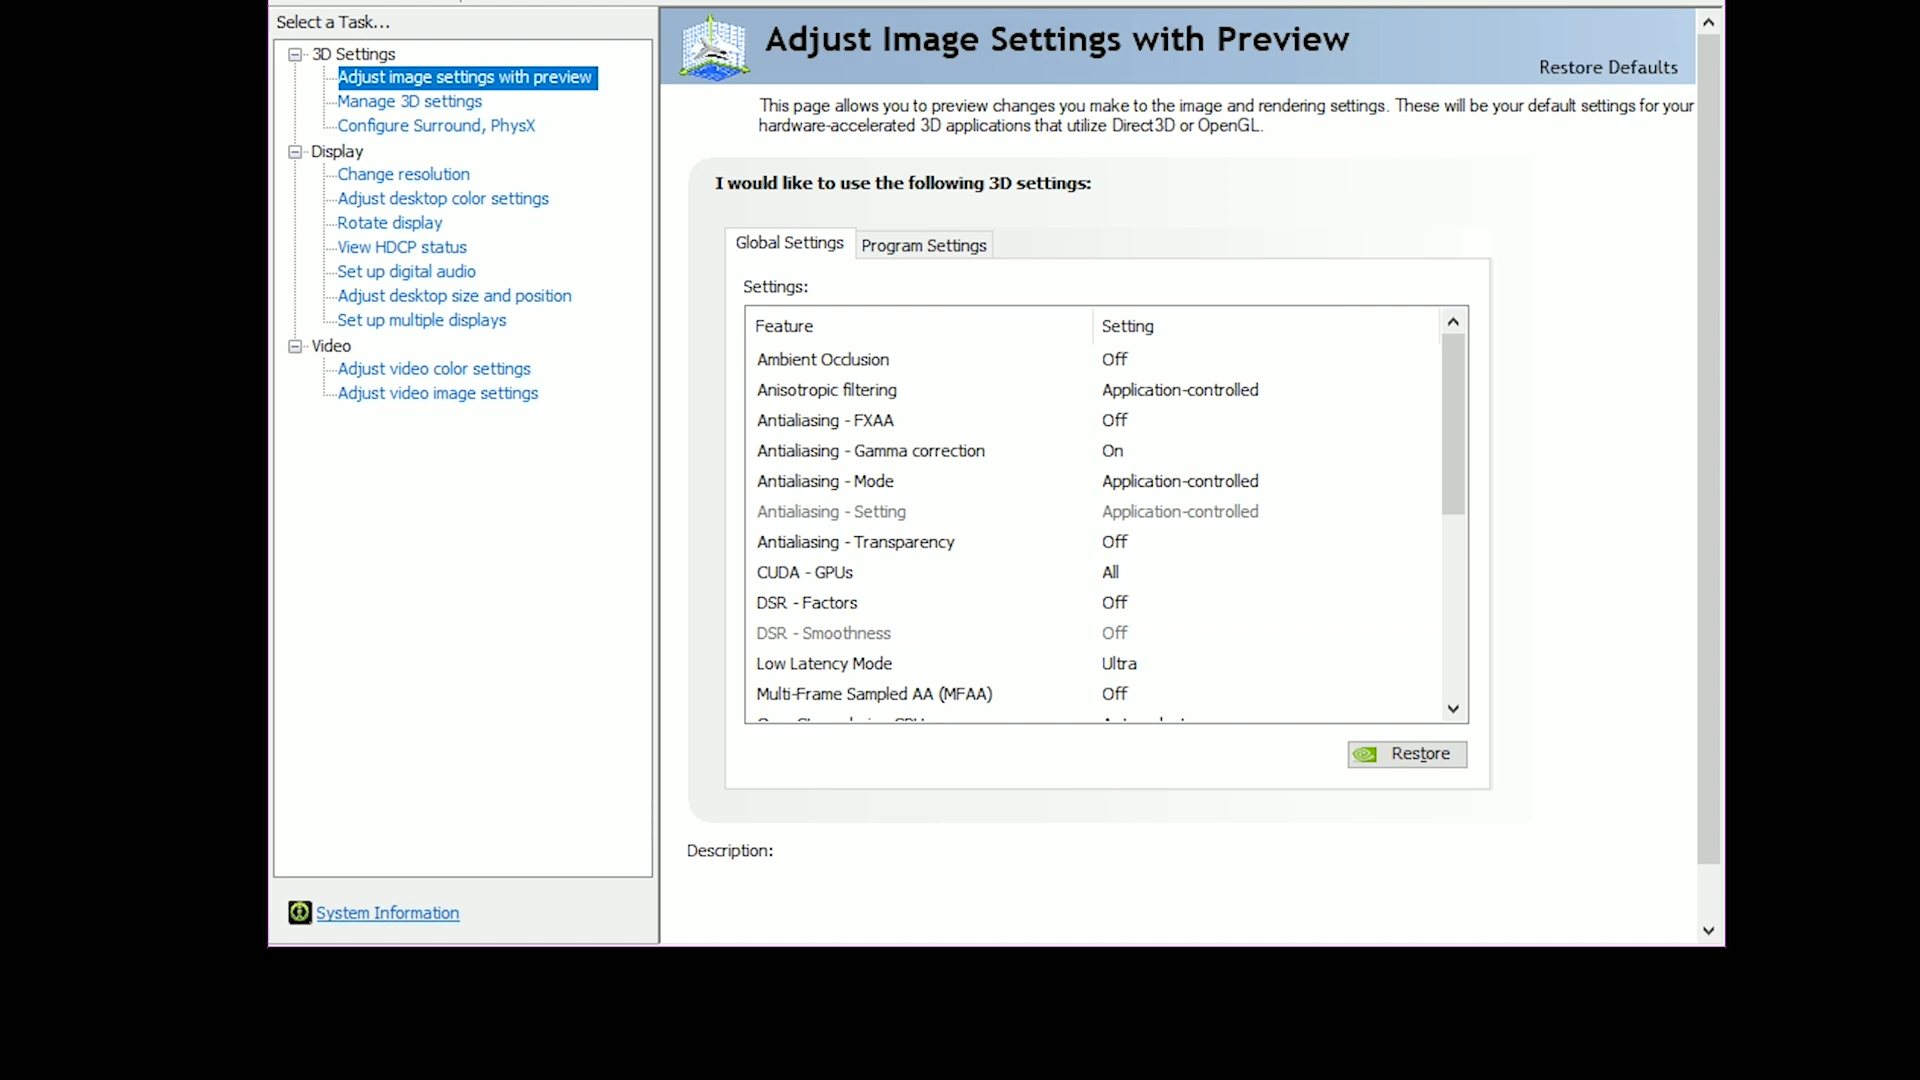 Select a Task...
3D Settings
Adjust image settings with preview
Manage 3D settings
Configure Surround, PhysX
Display
Change resolution
Adjust desktop color settings
Rotate display
View HDCP status
Set up digital audio
Adjust desktop size and position
Set up multiple displays
Video
Adjust video color settings
Adjust video image settings
System Information
Adjust Image Settings with Preview
Restore Defaults
This page allows you to preview changes you make to the image and rendering settings. These will be your default settings for your
hardware-accelerated 3D applications that utilize Direct3D or OpenGL.
I would like to use the following 3D settings:
Global Settings Program Settings
Settings:
Feature Setting
Ambient Occlusion Off
Anisotropic filtering Application-controlled
Antialiasing - FXAA Off
Antialiasing - Gamma correction On
Antialiasing - Mode Application-controlled
Antialiasing - Setting Application-controlled
Antialiasing - Transparency Off
CUDA - GPUs All
DSR - Factors Off
DSR - Smoothness Off
Low Latency Mode Ultra
Multi-Frame Sampled AA (MFAA) Off
Restore
Description: